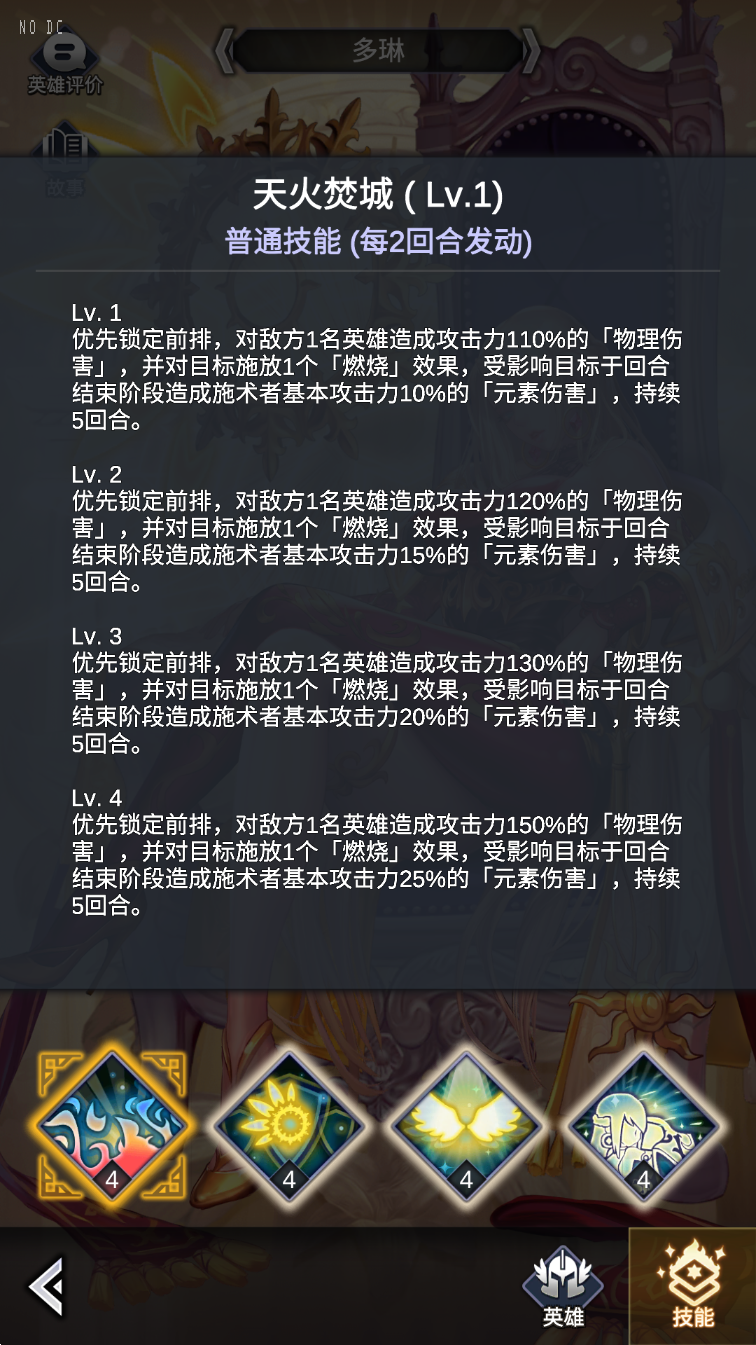 NO DC
多琳
英雄评价
故事
天火焚城 ( Lv.1)
普通技能 (每2回合发动)
Lv. 1
优先锁定前排，对敌方1名英雄造成攻击力110%的「物理伤
害」，并对目标施放1个「燃烧」效果，受影响目标于回合
结束阶段造成施术者基本攻击力10%的「元素伤害」，持续
5回合。
Lv. 2
优先锁定前排，对敌方1名英雄造成攻击力120%的「物理伤
害」，并对目标施放1个「燃烧」效果，受影响目标于回合
结束阶段造成施术者基本攻击力15%的「元素伤害」，持续
5回合。
Lv. 3
优先锁定前排，对敌方1名英雄造成攻击力130%的「物理伤
害」，并对目标施放1个「燃烧」效果，受影响目标于回合
结束阶段造成施术者基本攻击力20%的「元素伤害」，持续
5回合。
Lv. 4
优先锁定前排，对敌方1名英雄造成攻击力150%的「物理伤
害」，并对目标施放1个「燃烧」效果，受影响目标于回合
结束阶段造成施术者基本攻击力25%的「元素伤害」，持续
5回合。
4
4
4
4
英雄
技能